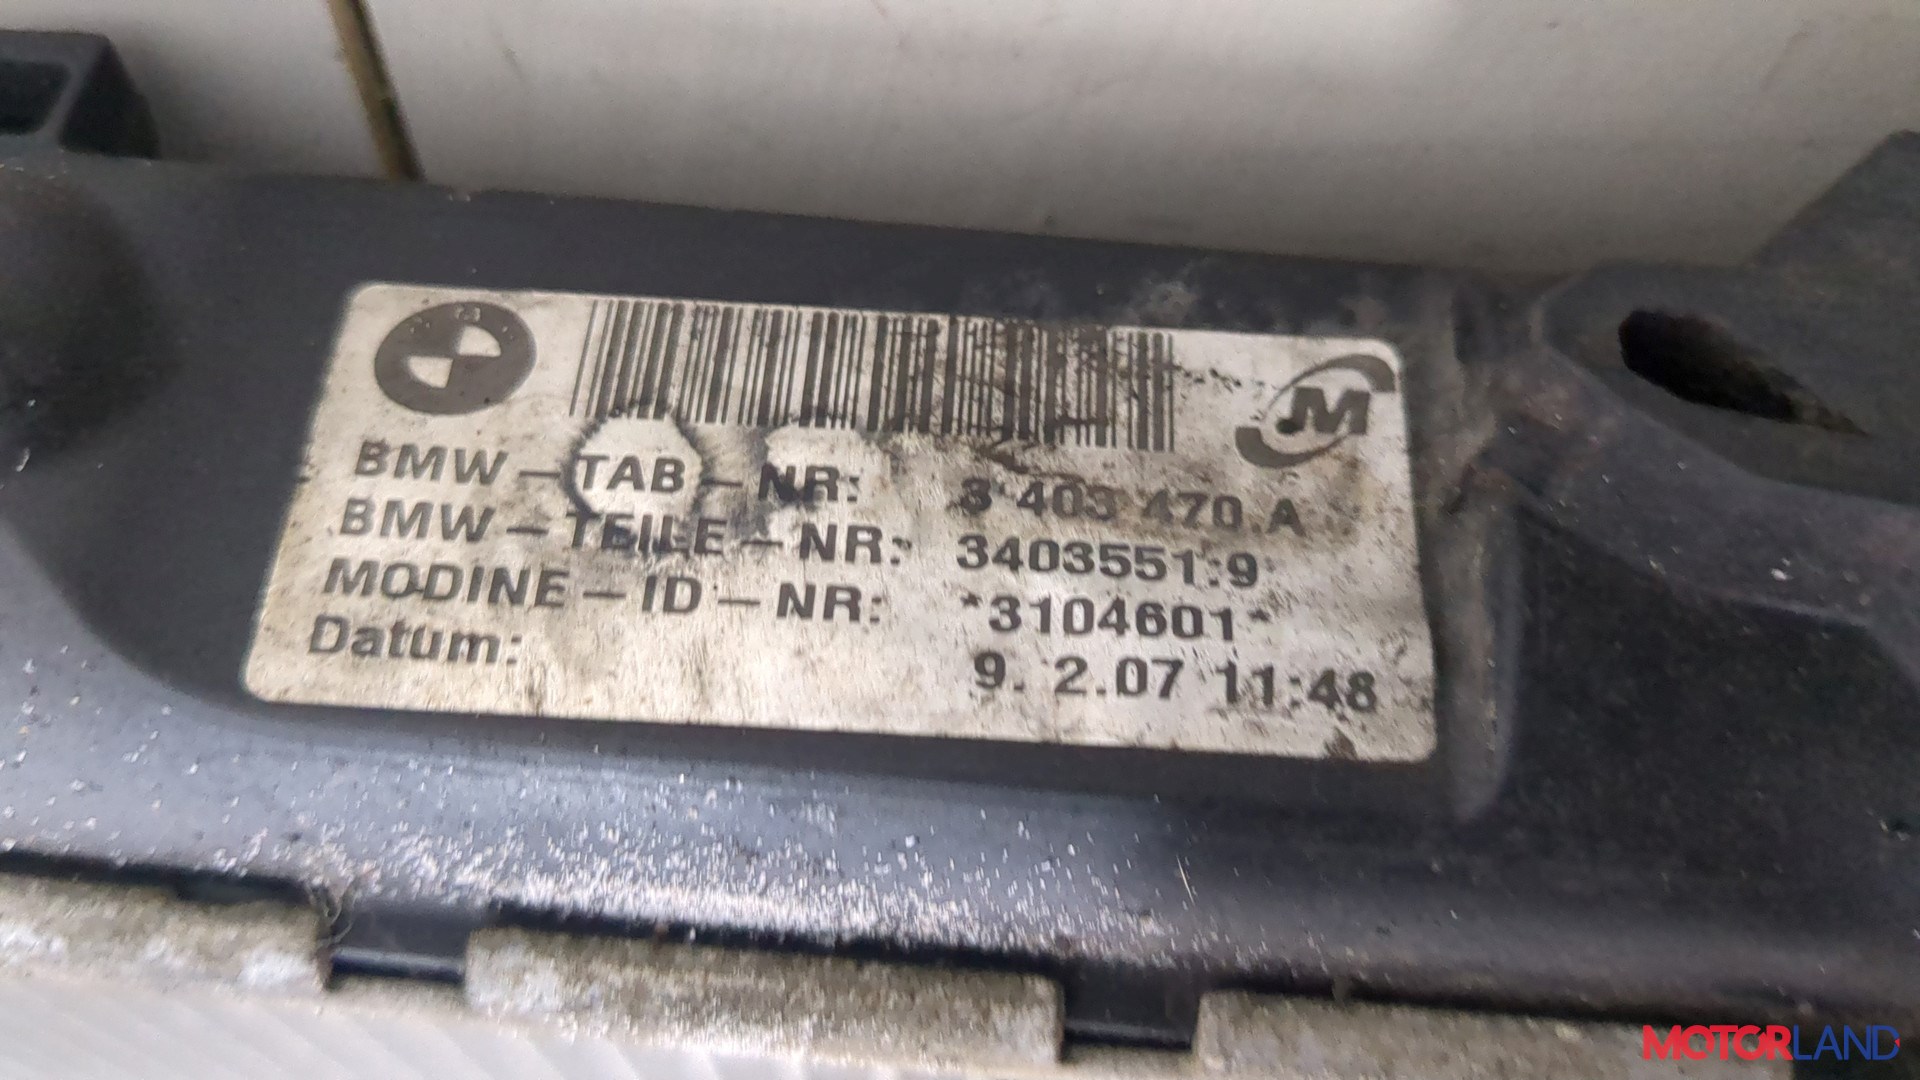 BMW-TAB-NR: 3 403 470.A
BMW-TEILE-NR: 3403551.9
MODINE-ID-NR: *3104601*
Datum: 9. 2.07 11:48
M
MOTORLAND